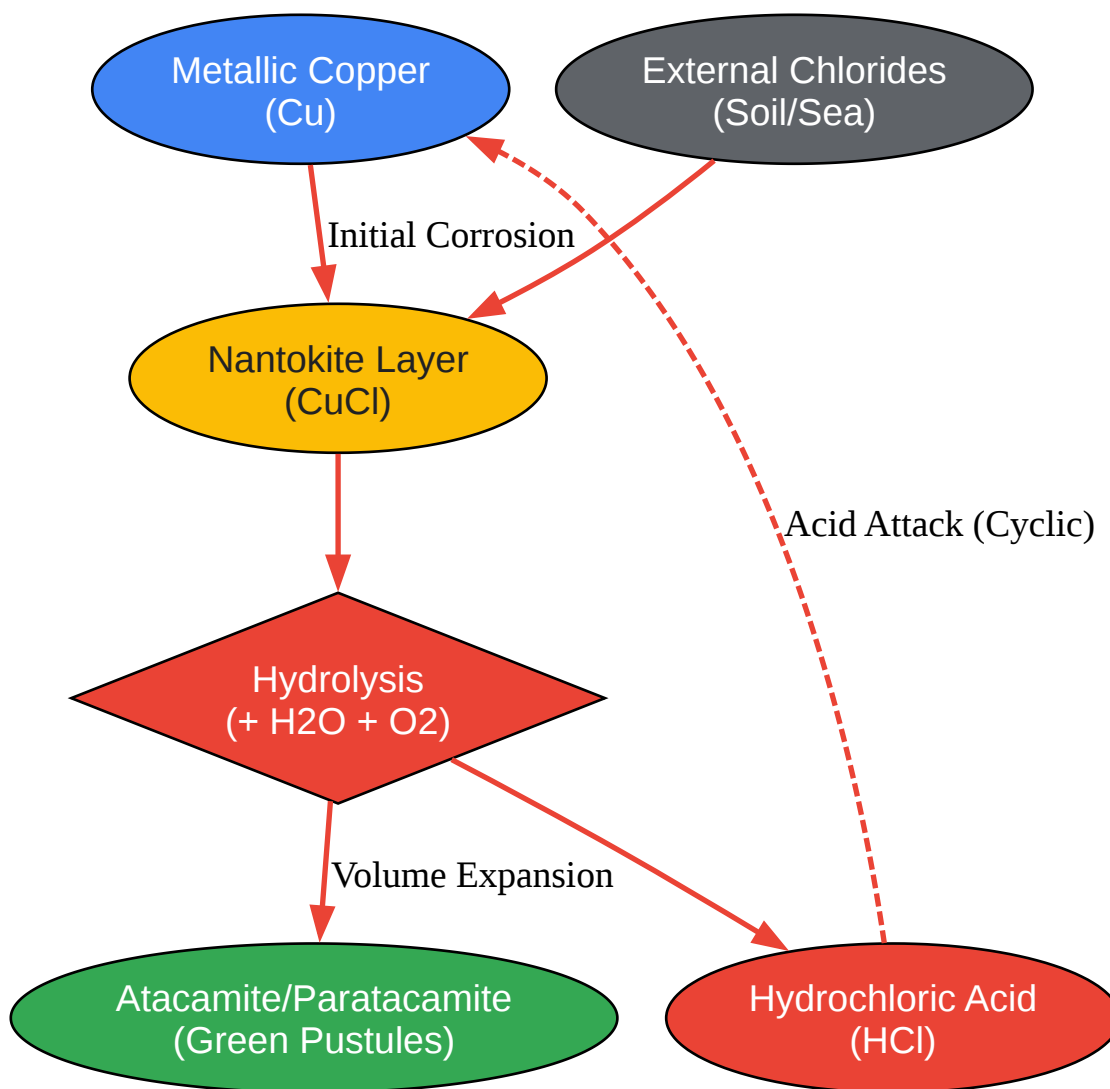 Metallic Copper
(Cu)
External Chlorides
(Soil/Sea)
Initial Corrosion
Nantokite Layer
(CuCl)
Acid Attack (Cyclic)
Hydrolysis
(+ H2O + O2)
Volume Expansion
Atacamite/Paratacamite
(Green Pustules)
Hydrochloric Acid
(HCl)